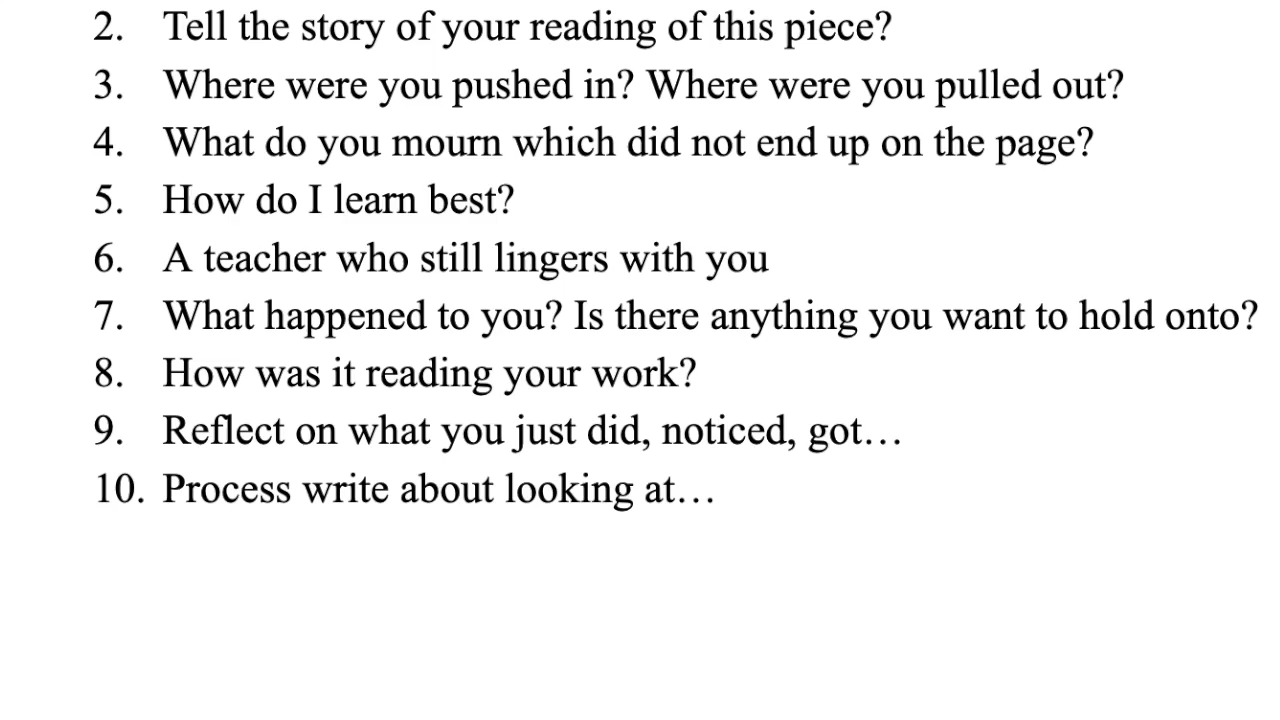 2. Tell the story of your reading of this piece?
3. Where were you pushed in? Where were you pulled out?
4. What do you mourn which did not end up on the page?
5. How do I learn best?
6. A teacher who still lingers with you
7. What happened to you? Is there anything you want to hold onto?
8. How was it reading your work?
9. Reflect on what you just did, noticed, got…
10. Process write about looking at…